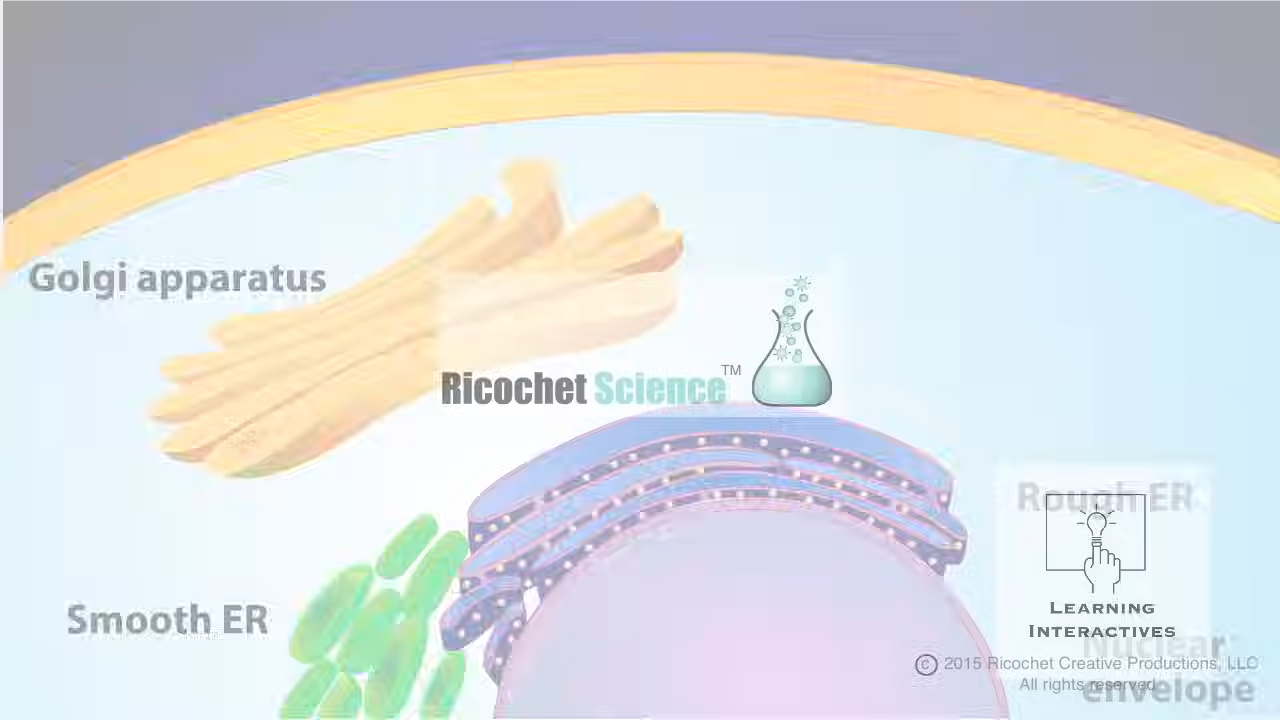 Golgi apparatus
Ricochet Science™
Rough ER
Smooth ER
LEARNING
INTERACTIVES
Nuclear
envelope
© 2015 Ricochet Creative Productions, LLC
All rights reserved